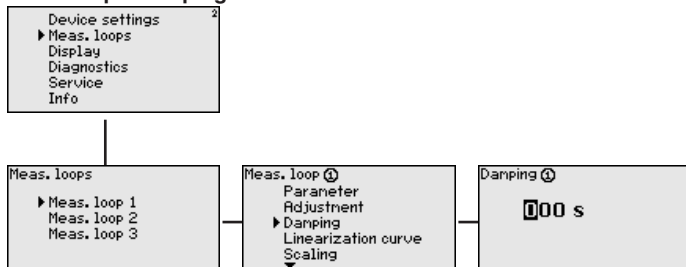 Device settings
2
Meas. loops
Display
Diagnostics
Service
Info
Meas. loops
Meas. loop 1
Meas. loop 2
Meas. loop 3
Meas. loop ①
Parameter
Adjustment
Damping
Linearization curve
Scaling
Damping ①
000 s